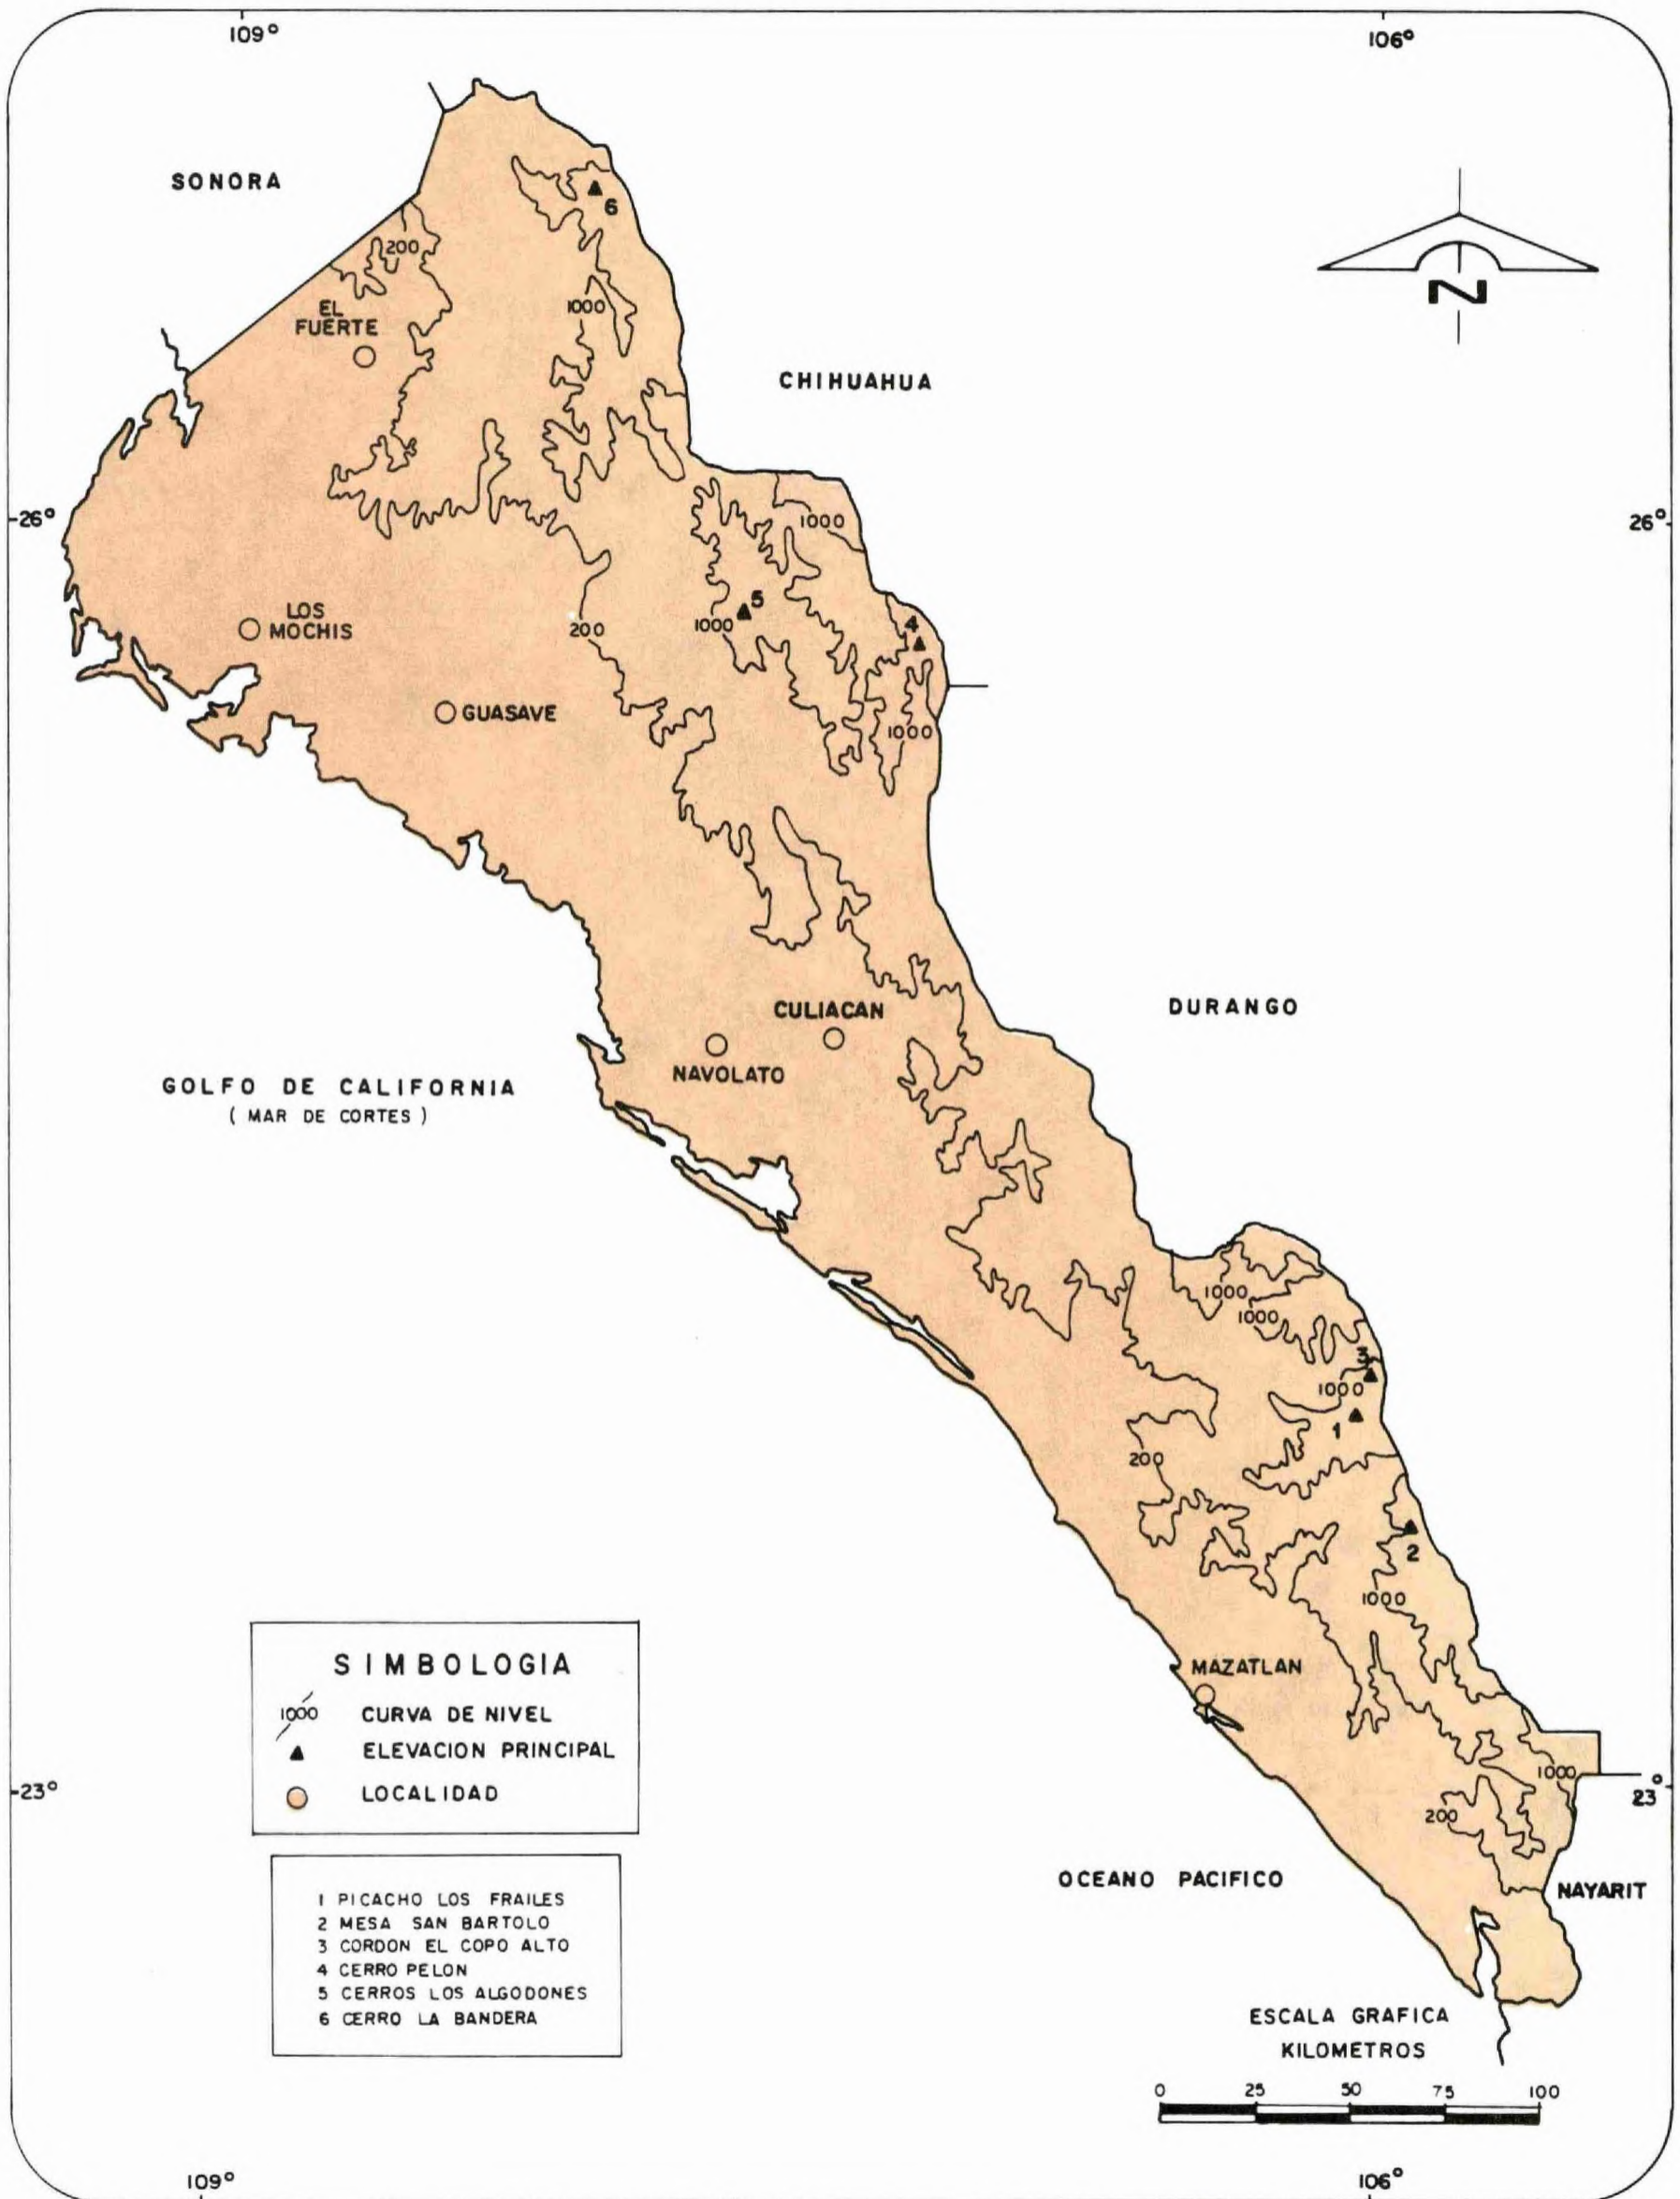 109°
106°
SONORA
6
200
EL
FUERTE
1000
N
CHIHUAHUA
26°
1000
26°
LOS
MOCHIS
200
1000
5
4
GUASAVE
1000
CULIACAN
DURANGO
NAVOLATO
GOLFO DE CALIFORNIA
( MAR DE CORTES )
1000
1000
3
1000
1
200
2
1000
MAZATLAN
SIMBOLOGIA
1000 CURVA DE NIVEL
ELEVACION PRINCIPAL
LOCALIDAD
23°
1000
23°
200
OCEANO PACIFICO
NAYARIT
1 PICACHO LOS FRAILES
2 MESA SAN BARTOLO
3 CORDON EL COPO ALTO
4 CERRO PELON
5 CERROS LOS ALGODONES
6 CERRO LA BANDERA
ESCALA GRAFICA
KILOMETROS
0 25 50 75 100
109°
106°